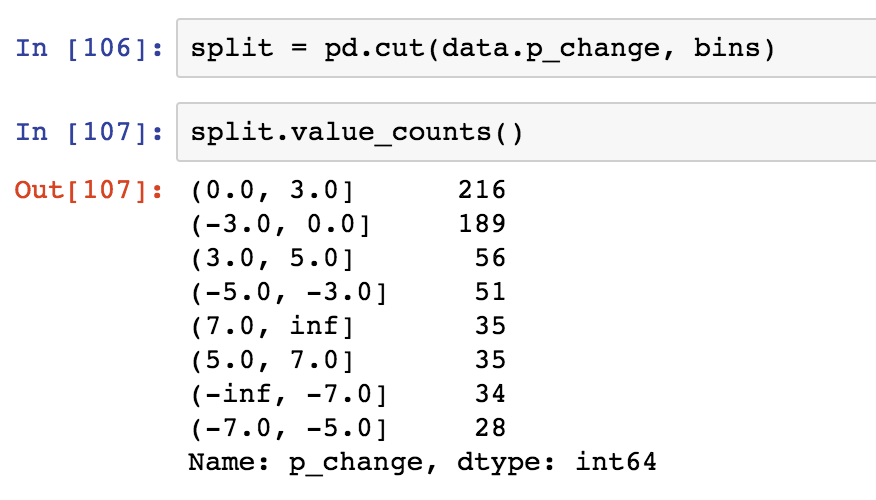 In [106]: split = pd.cut(data.p_change, bins)
In [107]: split.value_counts()
Out[107]: (0.0, 3.0]      216
(-3.0, 0.0]     189
(3.0, 5.0]       56
(-5.0, -3.0]     51
(7.0, inf]       35
(5.0, 7.0]       35
(-inf, -7.0]     34
(-7.0, -5.0]     28
Name: p_change, dtype: int64